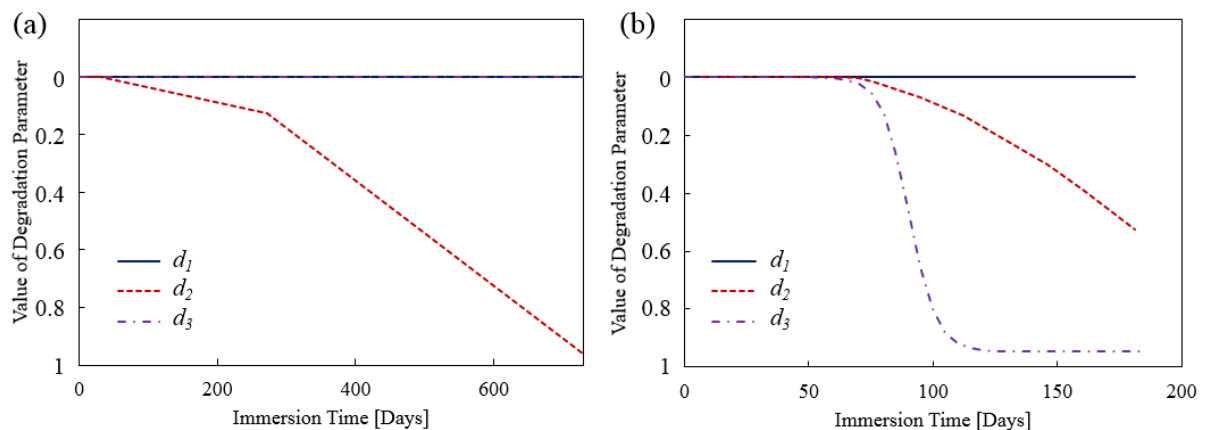 (a)
Value of Degradation Parameter
0
0.2
0.4
0.6
0.8
1
d1
d2
d3
0 200 400 600
Immersion Time [Days]
(b)
Value of Degradation Parameter
0
0.2
0.4
0.6
0.8
1
d1
d2
d3
0 50 100 150 200
Immersion Time [Days]